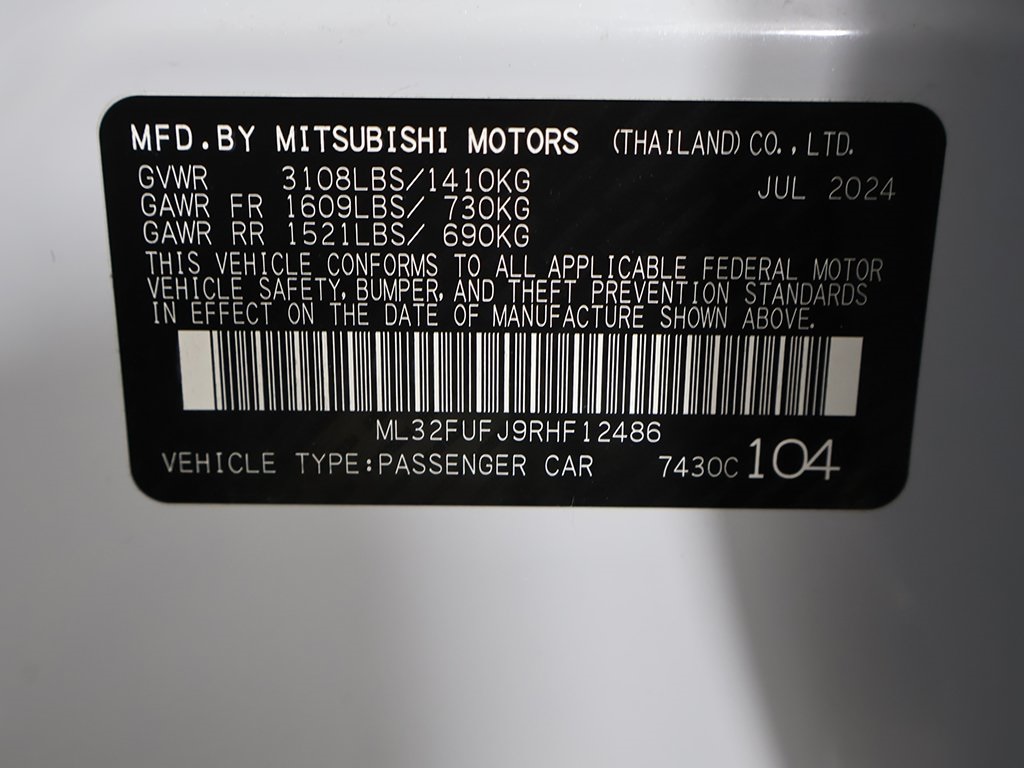 MFD.BY MITSUBISHI MOTORS (THAILAND) CO., LTD.
GVWR 3108LBS/1410KG JUL 2024
GAWR FR 1609LBS/ 730KG
GAWR RR 1521LBS/ 690KG
THIS VEHICLE CONFORMS TO ALL APPLICABLE FEDERAL MOTOR
VEHICLE SAFETY, BUMPER, AND THEFT PREVENTION STANDARDS
IN EFFECT ON THE DATE OF MANUFACTURE SHOWN ABOVE.
ML32FUFJ9RHF12486
VEHICLE TYPE:PASSENGER CAR 7430C 104